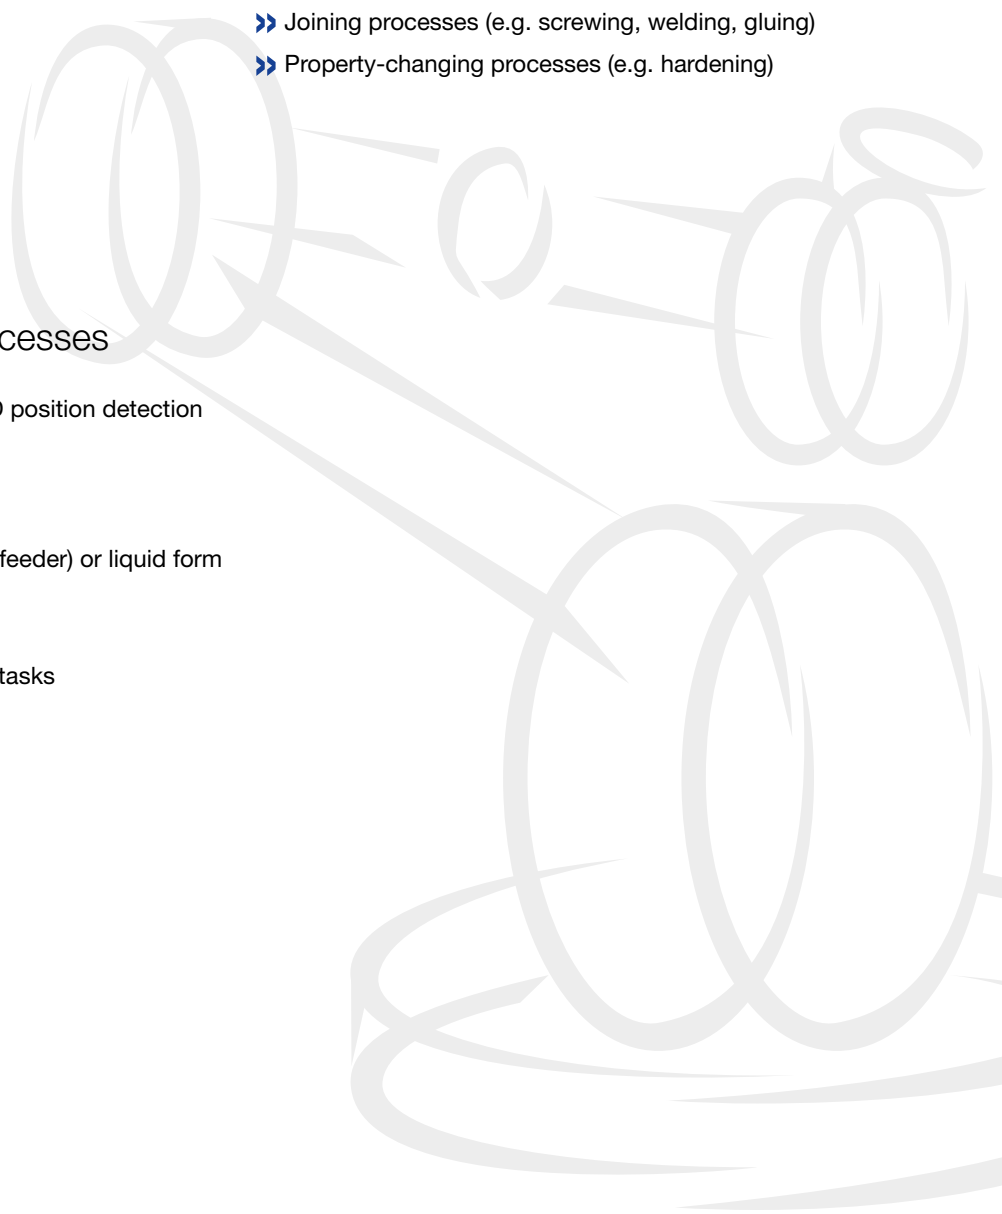 Joining processes (e.g. screwing, welding, gluing)
Property-changing processes (e.g. hardening)
cesses
position detection
feeder) or liquid form
tasks